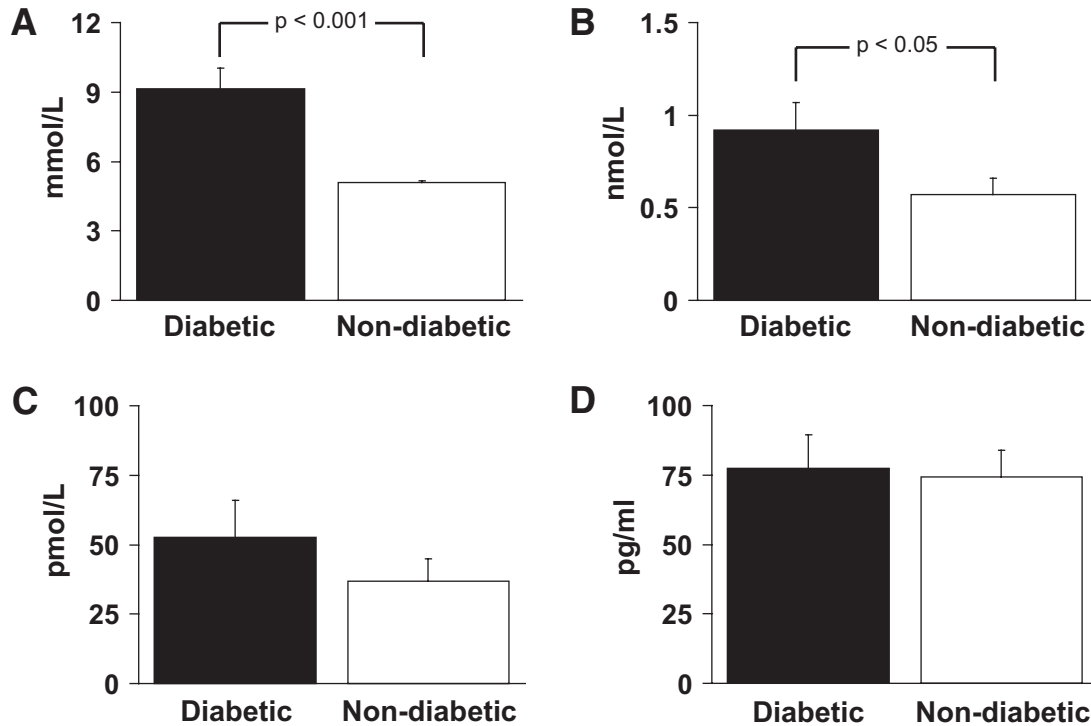 A
mmol/L
12
9
6
3
0
p < 0.001
Diabetic Non-diabetic
B
nmol/L
1.5
1
0.5
0
p < 0.05
Diabetic Non-diabetic
C
pmol/L
100
75
50
25
0
Diabetic Non-diabetic
D
pg/ml
100
75
50
25
0
Diabetic Non-diabetic